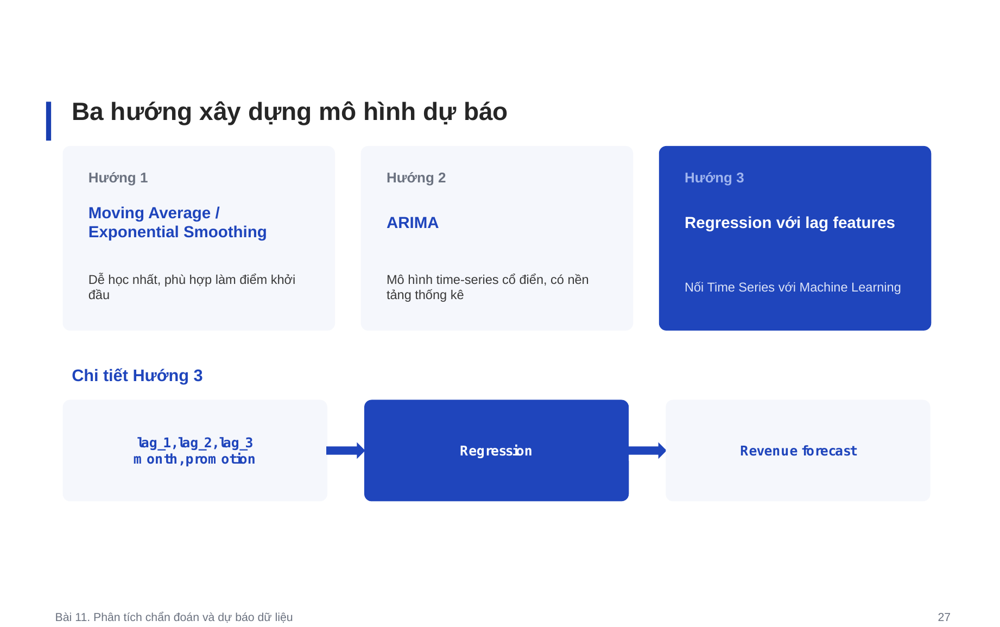 Ba hướng xây dựng mô hình dự báo
Hướng 1
Moving Average /
Exponential Smoothing
Dễ học nhất, phù hợp làm điểm khởi
đầu
Hướng 2
ARIMA
Mô hình time-series cổ điển, có nền
tảng thống kê
Hướng 3
Regression với lag features
Nối Time Series với Machine Learning
Chi tiết Hướng 3
lag_1,lag_2,lag_3
month,promotion
Regression
Revenue forecast
Bài 11. Phân tích chẩn đoán và dự báo dữ liệu
27